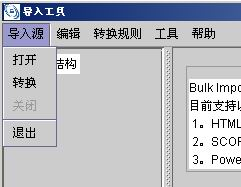 导入工具
导入源 编辑 转换规则 工具 帮助
打开
转换
关闭
退出
结构
Bulk Impo
目前支持以
1。HTML
2。SCOR
3。Powe